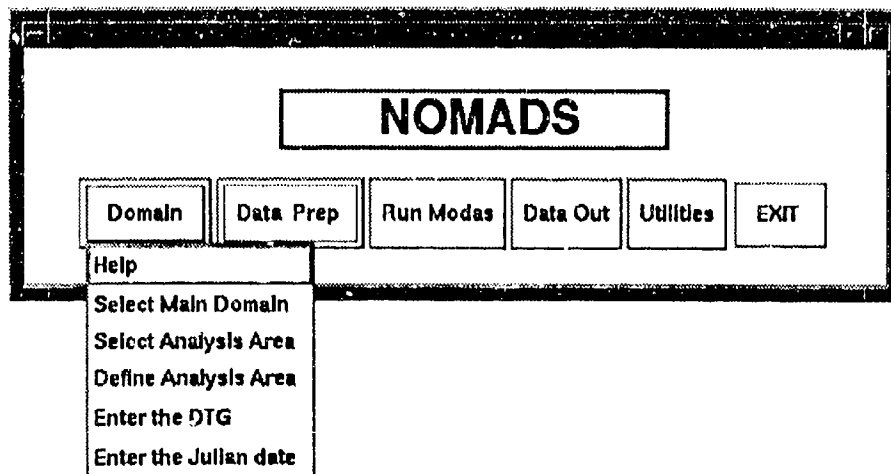 NOMADS
Domain Data Prep Run Modas Data Out Utilities EXIT
Help
Select Main Domain
Select Analysis Area
Define Analysis Area
Enter the DTG
Enter the Julian date